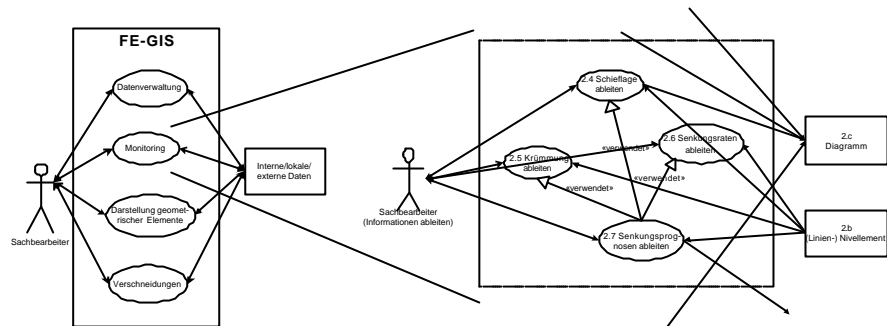 FE-GIS
Datenverwaltung
Monitoring
Darstellung geomet-
rischer Elemente
Verschneidungen
Sachbearbeiter
Interne/lokale/
externe Daten
Sachbearbeiter
(Informationen ableiten)
2.4 Schieflage
ableiten
2.5 Krümmung
ableiten
2.6 Senkungsraten
ableiten
2.7 Senkungsprog-
nosen ableiten
«verwendet»
«verwendet»
«verwendet»
2.c
Diagramm
2.b
(Linien-) Nivellement